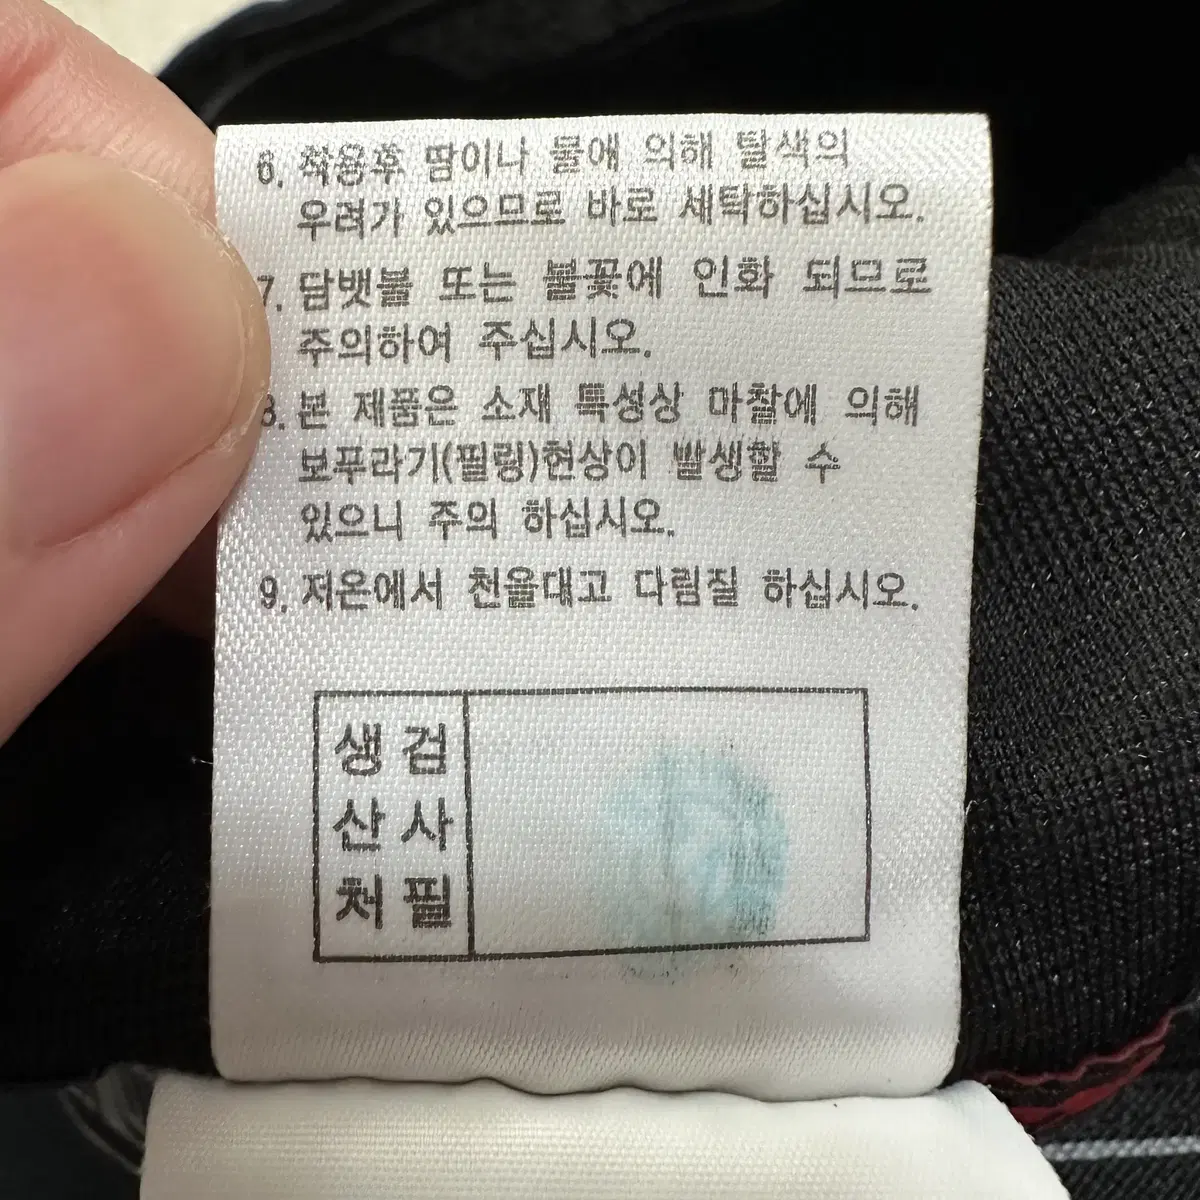 6. 착용후 땀이나 물에 의해 탈색의
우려가 있으므로 바로 세탁하십시오.
7. 담뱃불 또는 불꽃에 인화 되므로
주의하여 주십시오.
8. 본 제품은 소재 특성상 마찰에 의해
보푸라기(필링)현상이 발생할 수
있으니 주의 하십시오.
9. 저온에서 천을대고 다림질 하십시오.
생 검
산 사
처 필